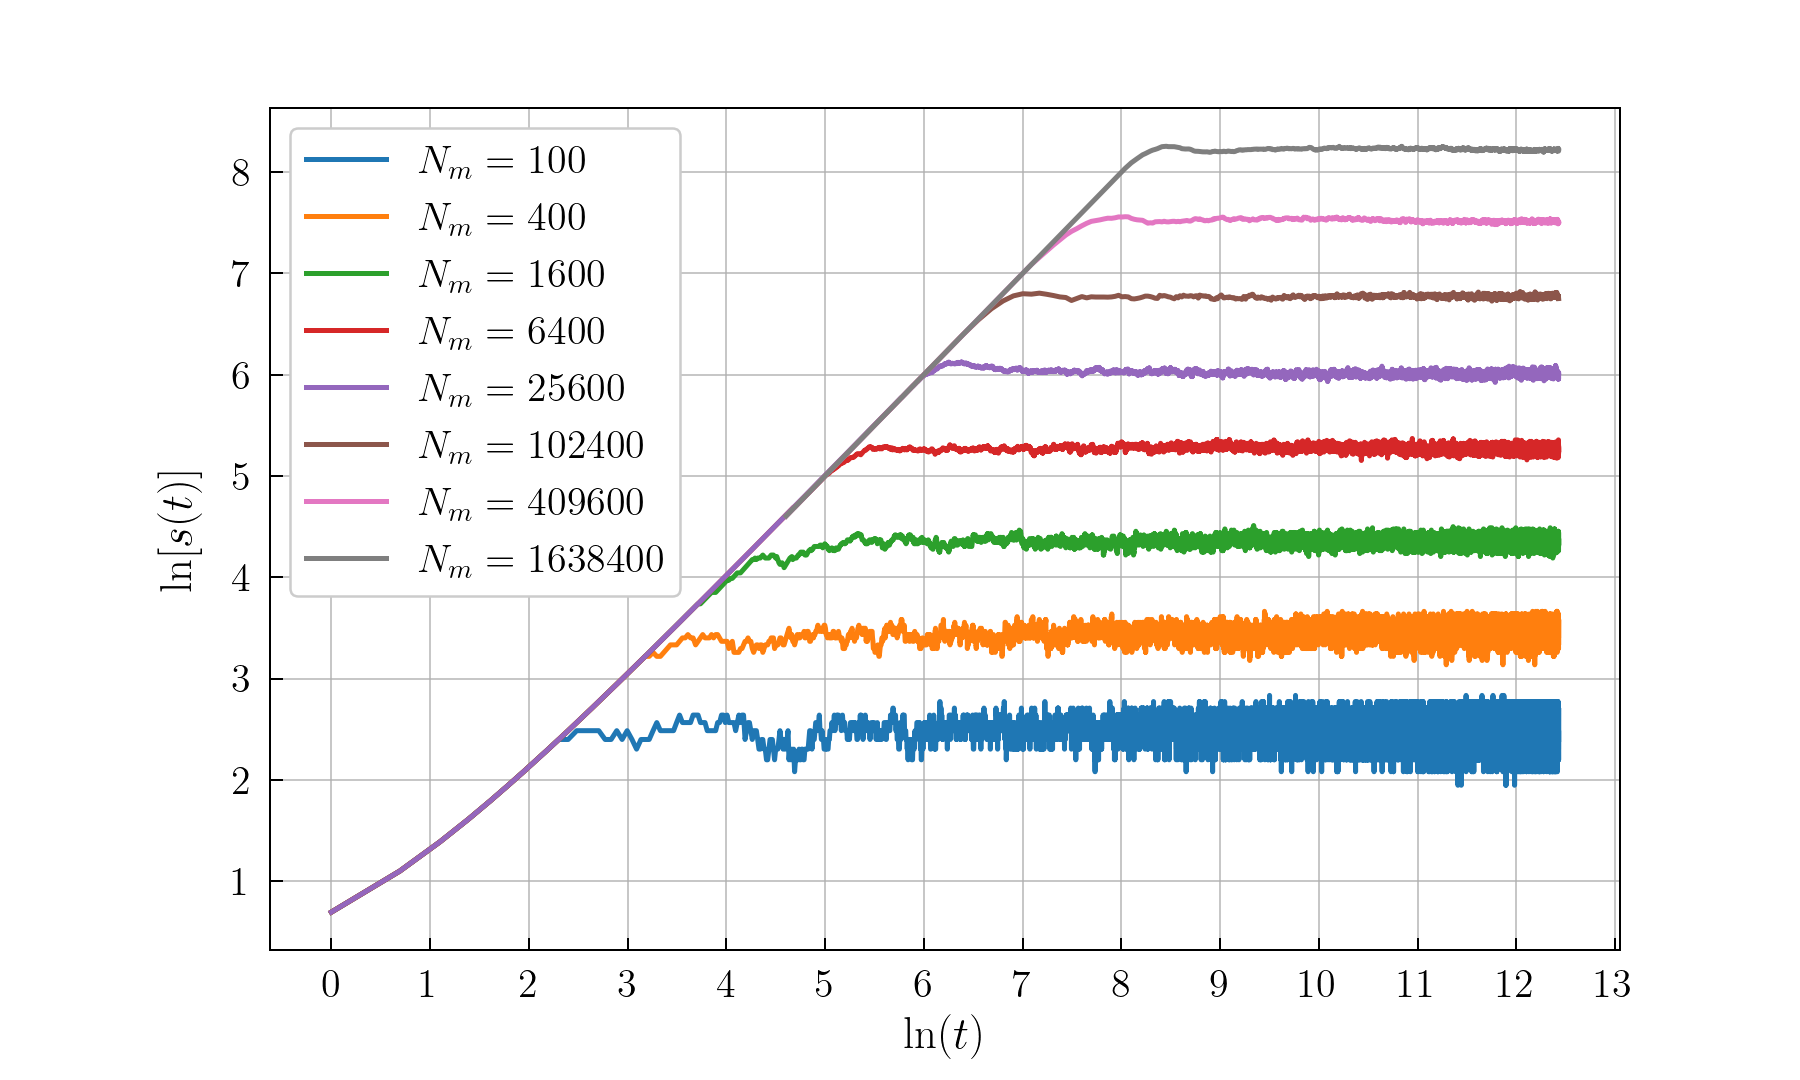 N_m = 100
N_m = 400
N_m = 1600
N_m = 6400
N_m = 25600
N_m = 102400
N_m = 409600
N_m = 1638400
8
7
6
5
4
3
2
1
ln[s(t)]
0 1 2 3 4 5 6 7 8 9 10 11 12 13
ln(t)